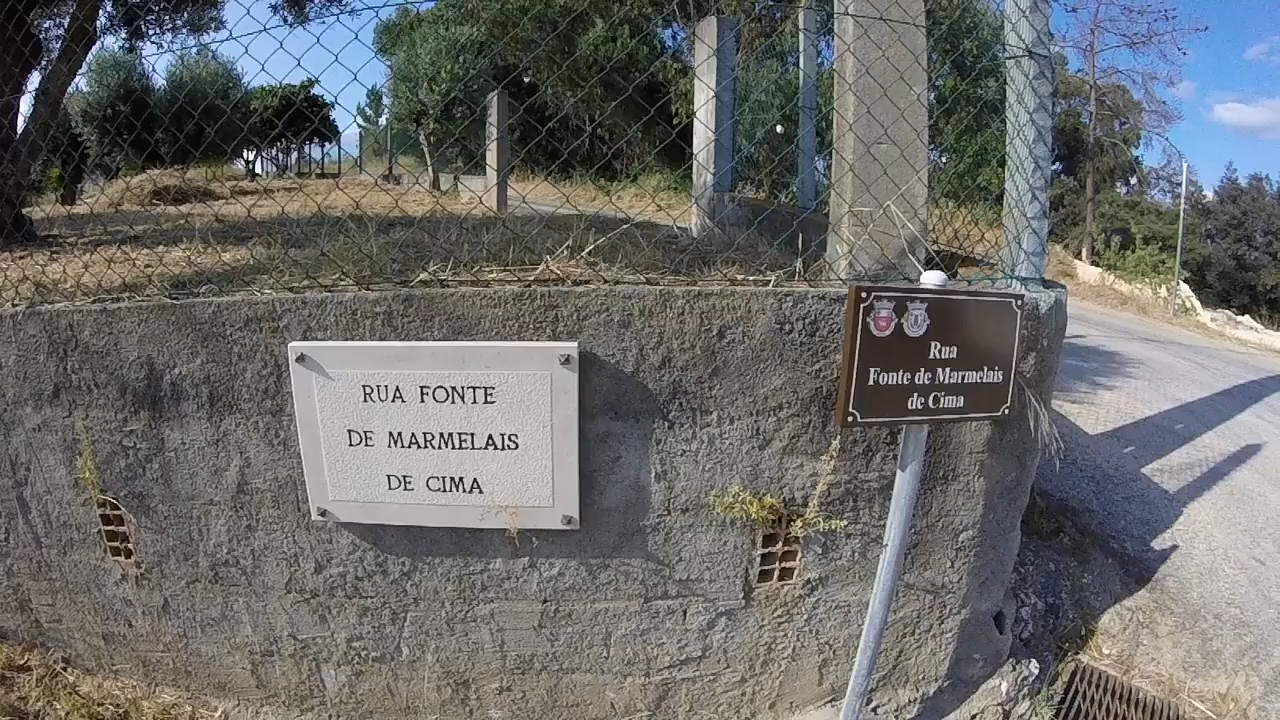 RUA FONTE
DE MARMELAIS
DE CIMA
Rua
Fonte de Marmelais
de Cima